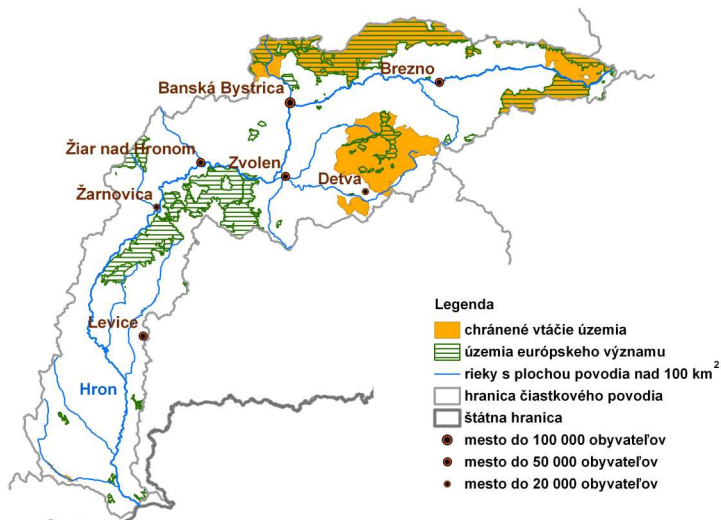 Brezno
Banská Bystrica
Žiar nad Hronom
Zvolen
Detva
Žarnovica
Levice
Hron
Legenda
chránené vtáčie územia
územia európskeho významu
rieky s plochou povodia nad 100 km²
hranica čiastkového povodia
štátna hranica
mesto do 100 000 obyvateľov
mesto do 50 000 obyvateľov
mesto do 20 000 obyvateľov